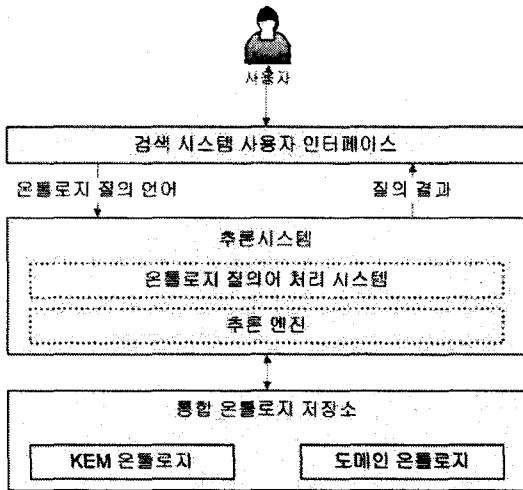 사용자
검색 시스템 사용자 인터페이스
온톨로지 질의 언어 질의 결과
추론시스템
온톨로지 질의어 처리 시스템
추론 엔진
통합 온톨로지 저장소
KEM 온톨로지 도메인 온톨로지